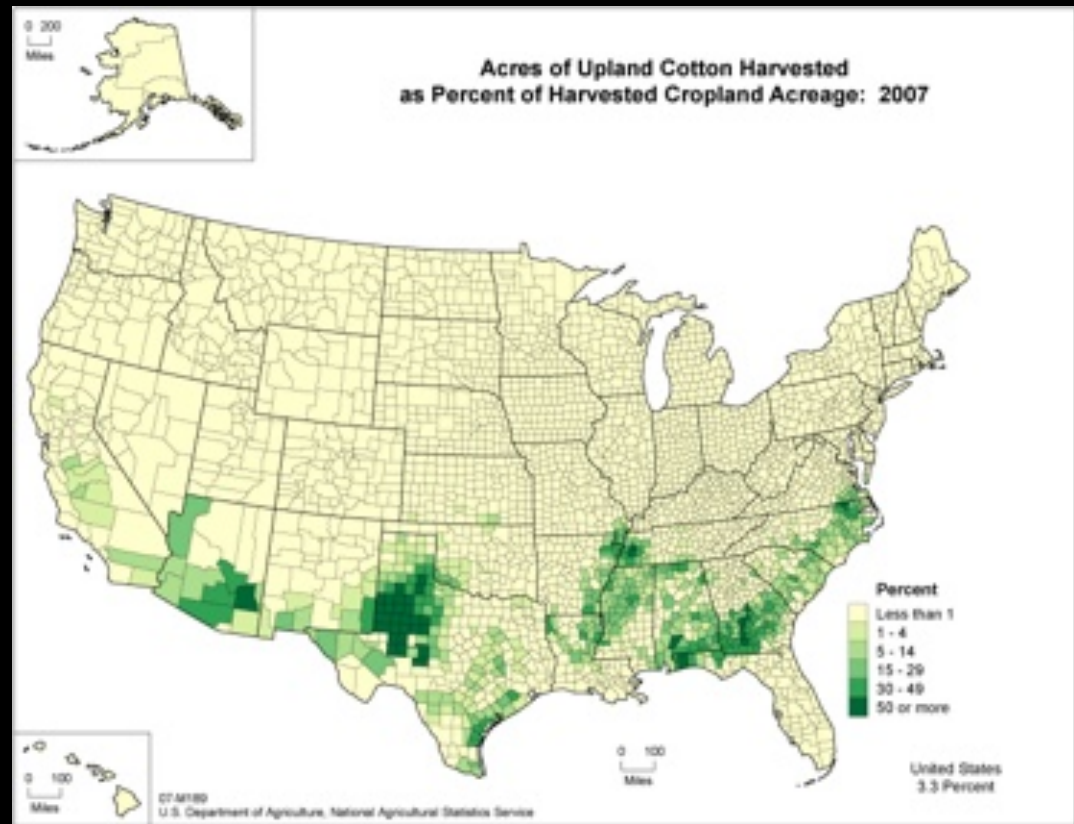 0 200
Miles
Acres of Upland Cotton Harvested
as Percent of Harvested Cropland Acreage: 2007
Percent
Less than 1
1 - 4
5 - 14
15 - 29
30 - 49
50 or more
0 100
Miles
0 100
Miles
United States
3.3 Percent
07-M189
U.S. Department of Agriculture, National Agricultural Statistics Service